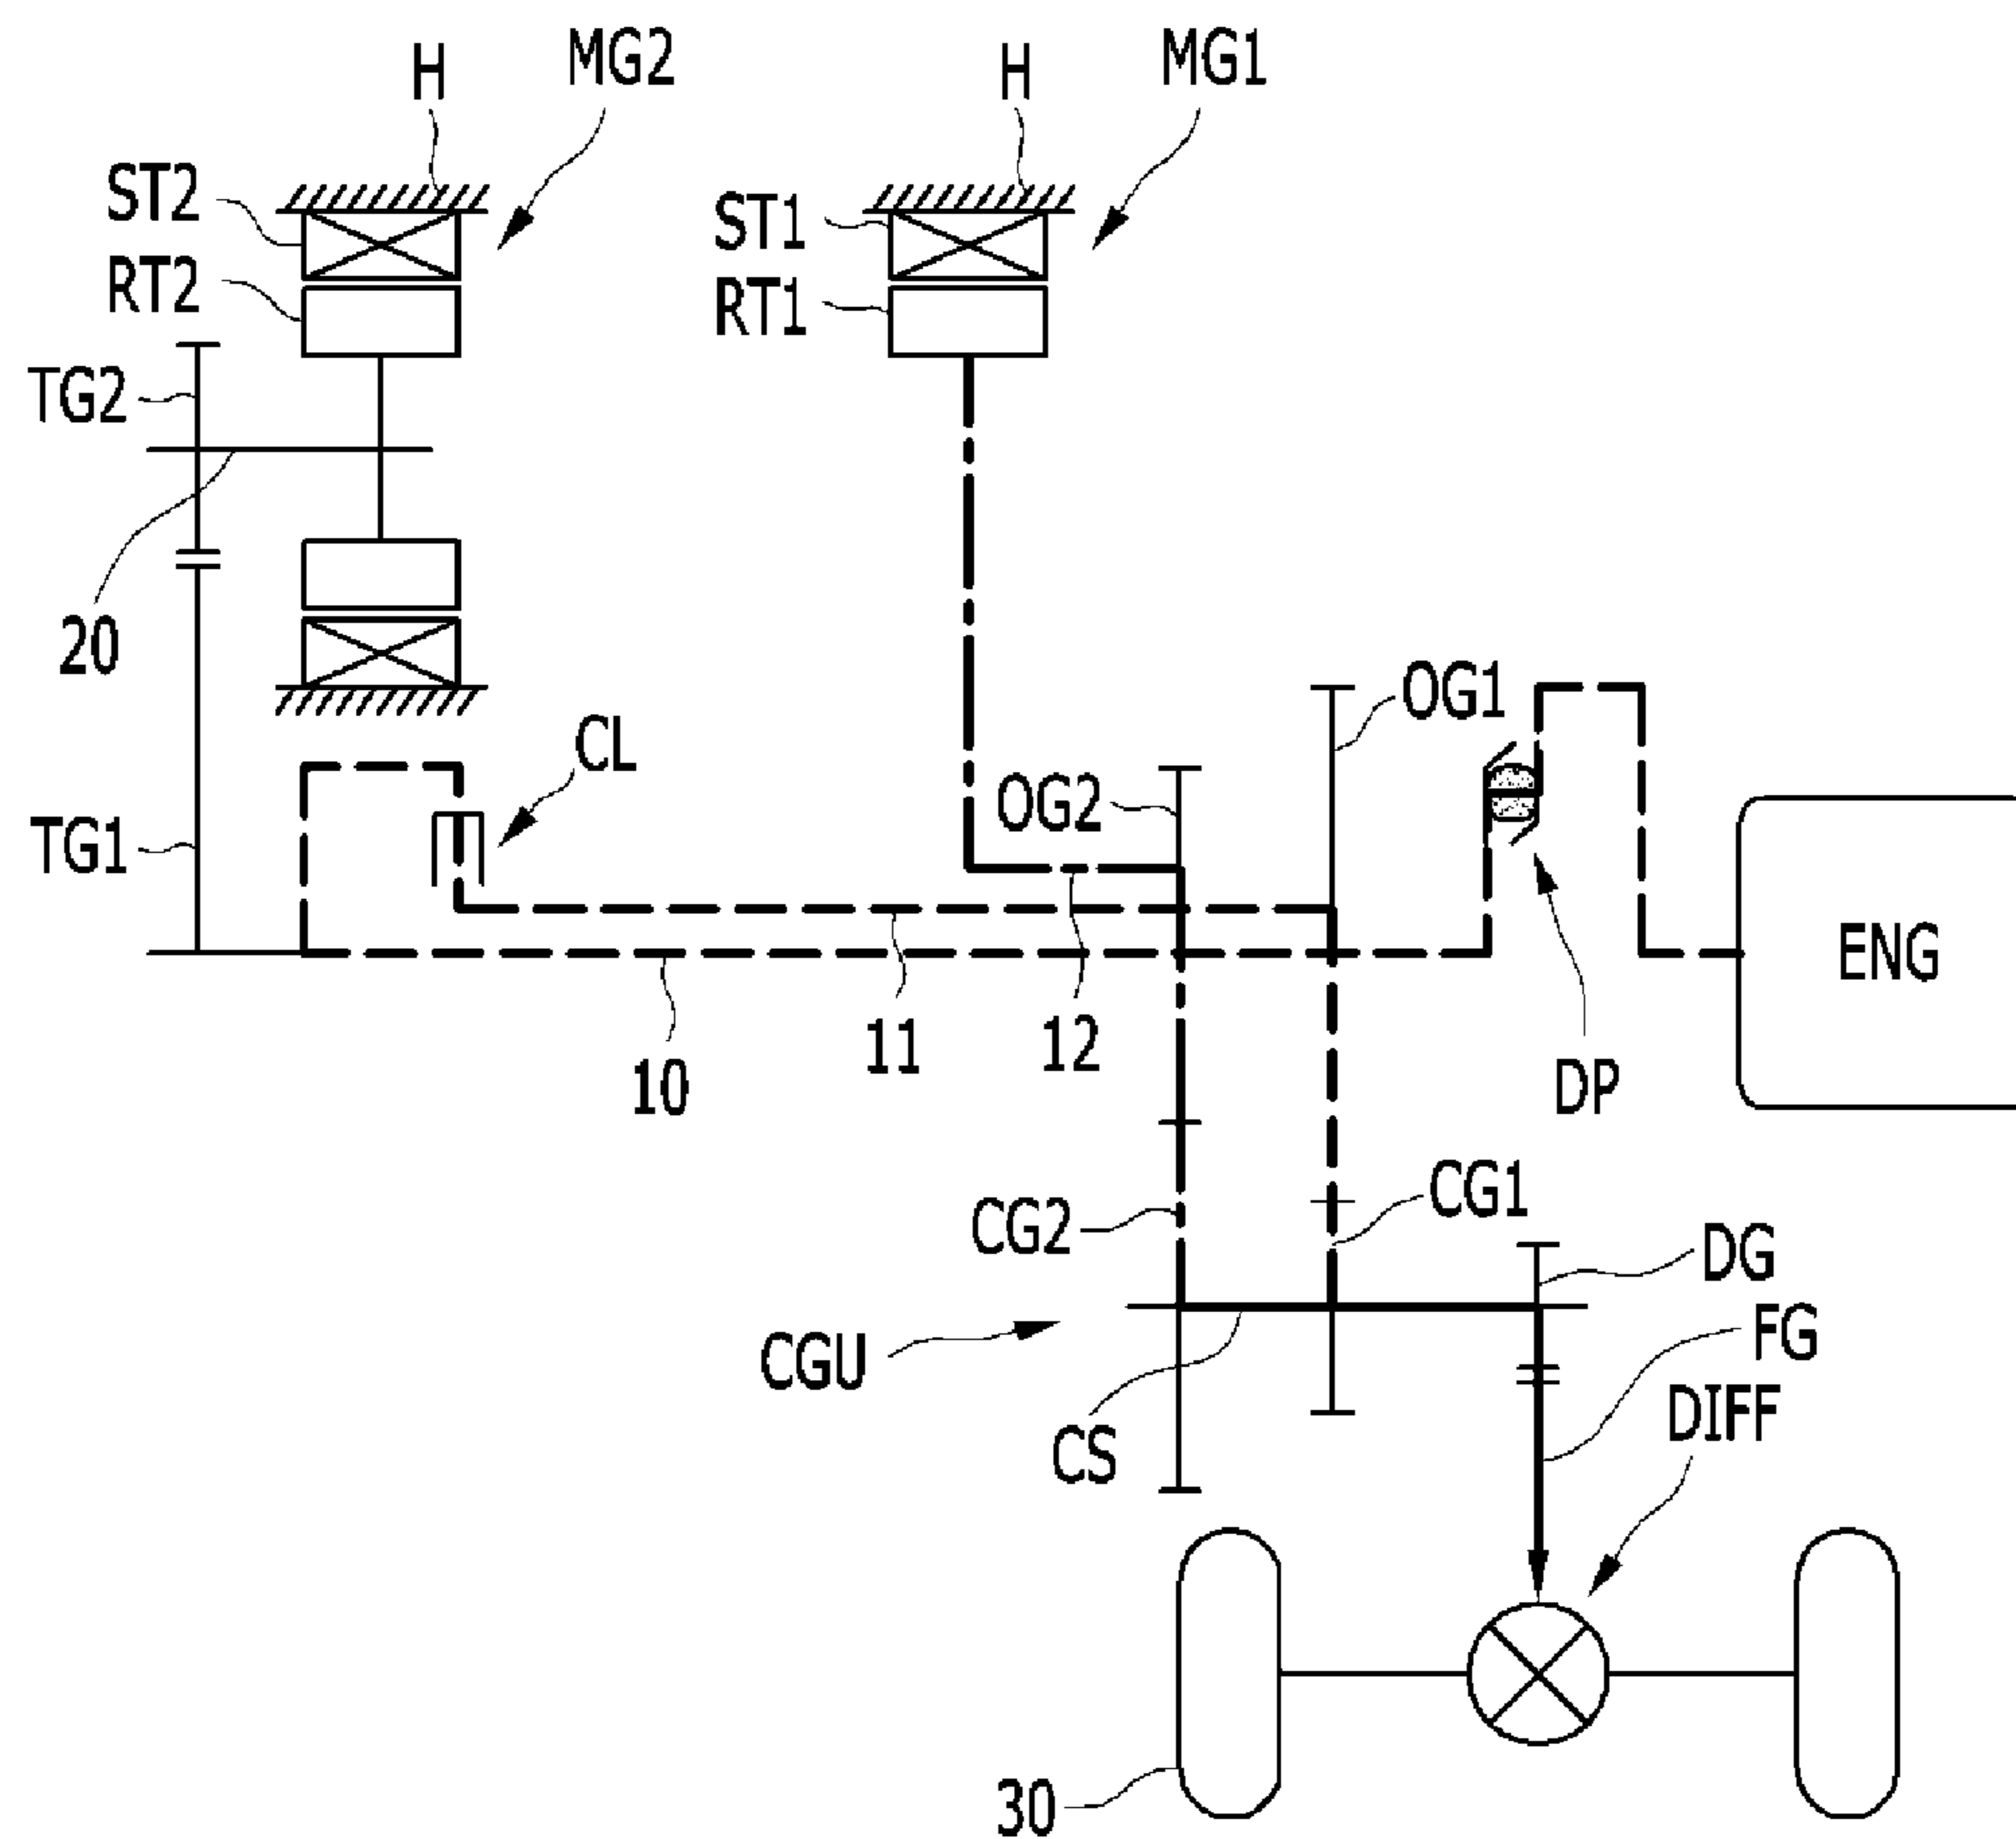 H
MG2
H
MG1
ST2
ST1
RT2
RT1
TG2
20
OG1
CL
OG2
TG1
ENG
11
12
10
DP
CG1
CG2
DG
FG
CGU
DIFF
CS
30